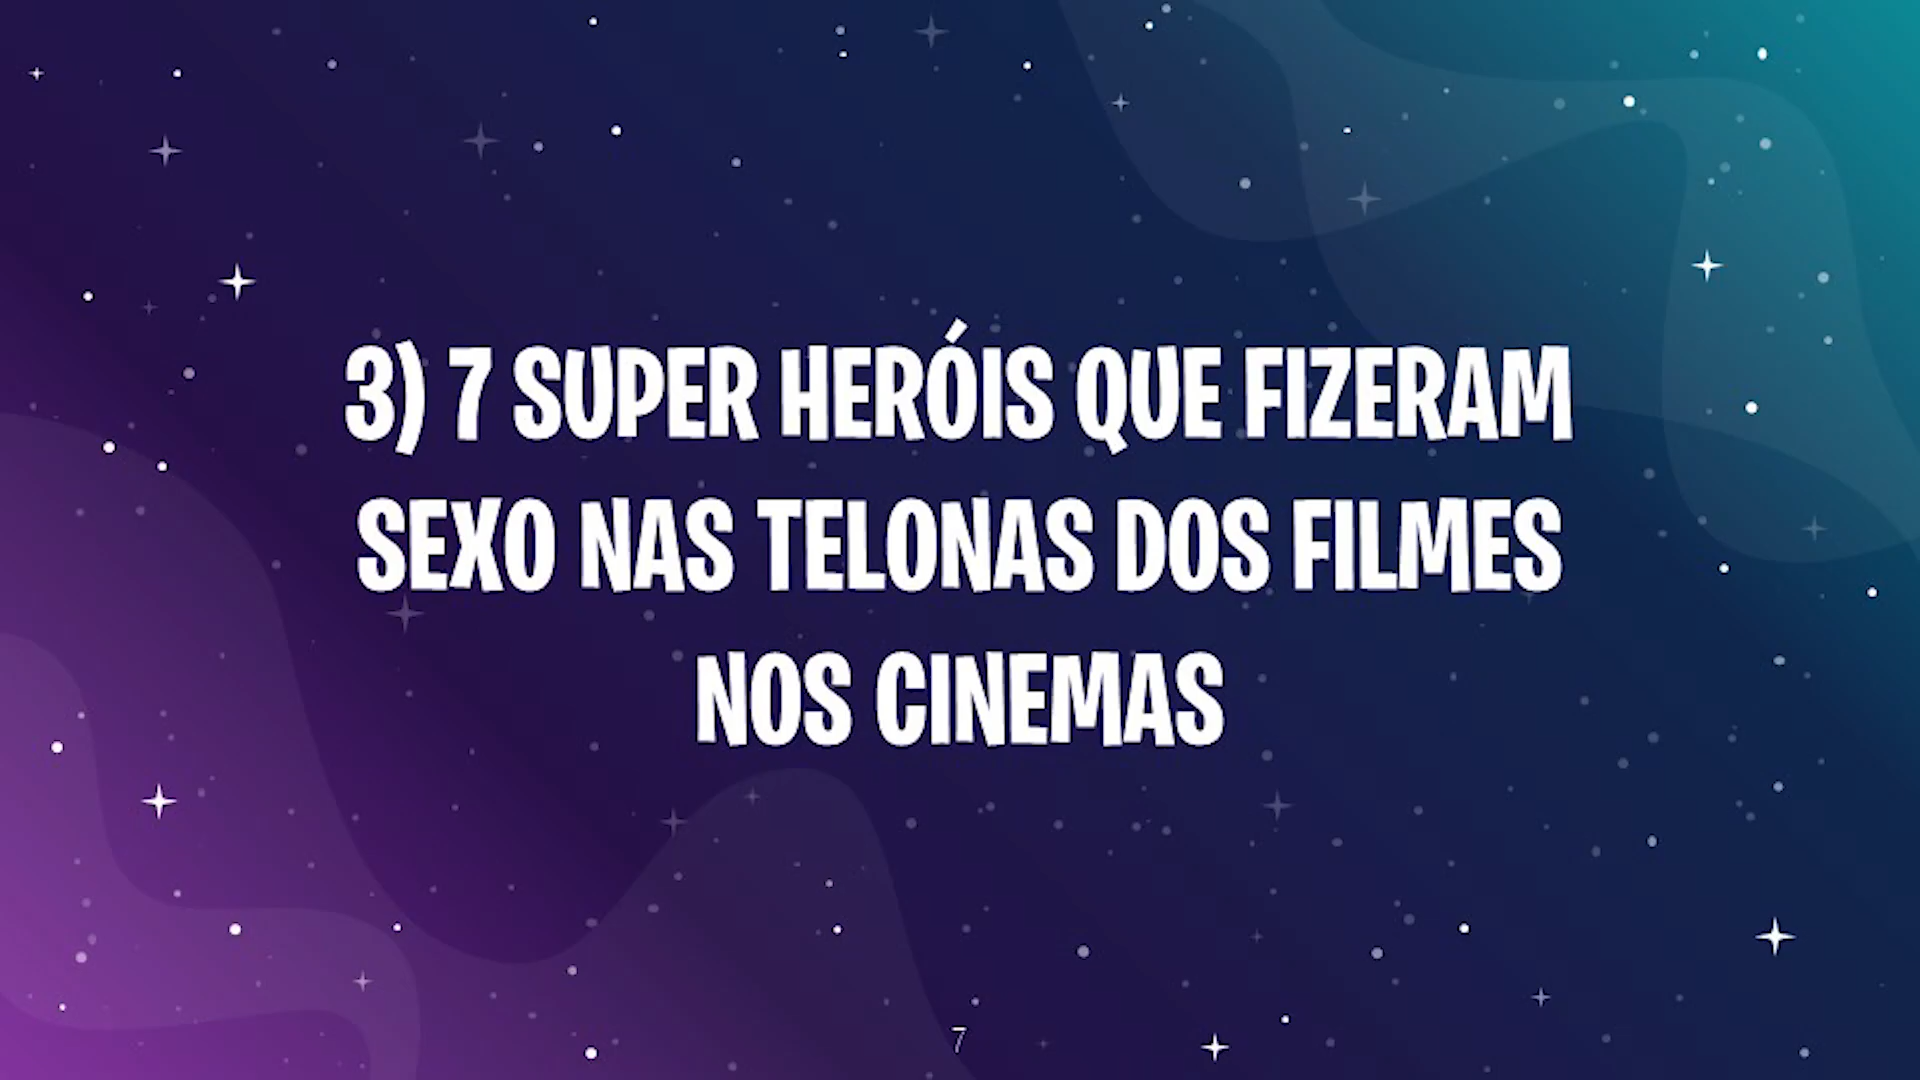 3) 7 SUPER HERÓIS QUE FIZERAM
SEXO NAS TELONAS DOS FILMES
NOS CINEMAS
7